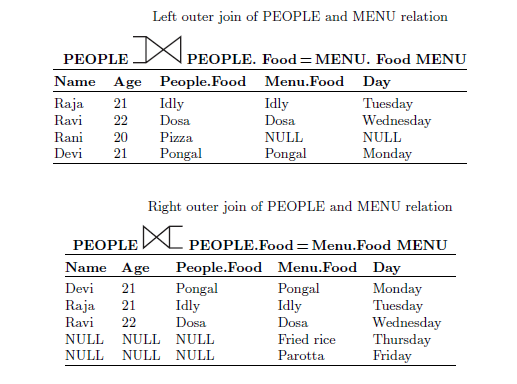 Left outer join of PEOPLE and MENU relation
PEOPLE PEOPLE. Food = MENU. Food MENU
Name Age People.Food Menu.Food Day
Raja 21 Idly Idly Tuesday
Ravi 22 Dosa Dosa Wednesday
Rani 20 Pizza NULL NULL
Devi 21 Pongal Pongal Monday
Right outer join of PEOPLE and MENU relation
PEOPLE PEOPLE.Food = Menu.Food MENU
Name Age People.Food Menu.Food Day
Devi 21 Pongal Pongal Monday
Raja 21 Idly Idly Tuesday
Ravi 22 Dosa Dosa Wednesday
NULL NULL NULL Fried rice Thursday
NULL NULL NULL Parotta Friday